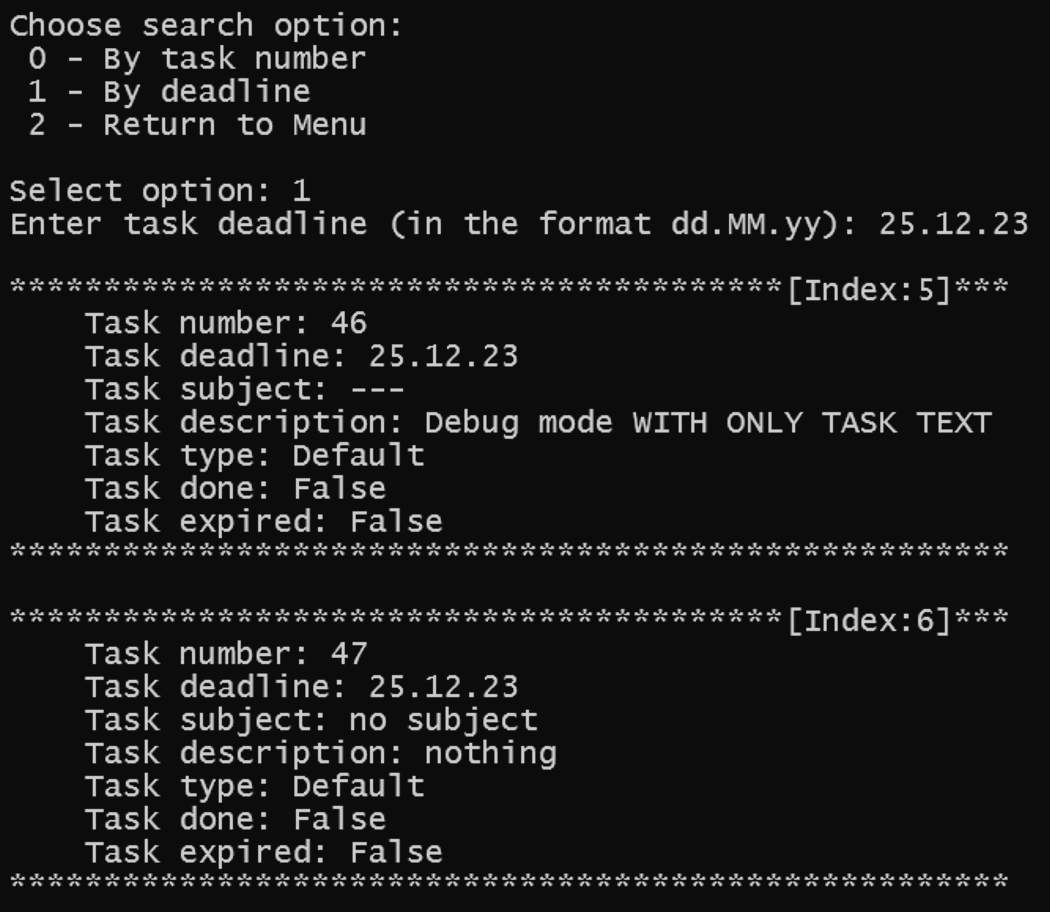 Choose search option:
0 - By task number
1 - By deadline
2 - Return to Menu
Select option: 1
Enter task deadline (in the format dd.MM.yy): 25.12.23
*****************************************[Index:5]***
Task number: 46
Task deadline: 25.12.23
Task subject: ---
Task description: Debug mode WITH ONLY TASK TEXT
Task type: Default
Task done: False
Task expired: False
*****************************************************
*****************************************[Index:6]***
Task number: 47
Task deadline: 25.12.23
Task subject: no subject
Task description: nothing
Task type: Default
Task done: False
Task expired: False
*****************************************************